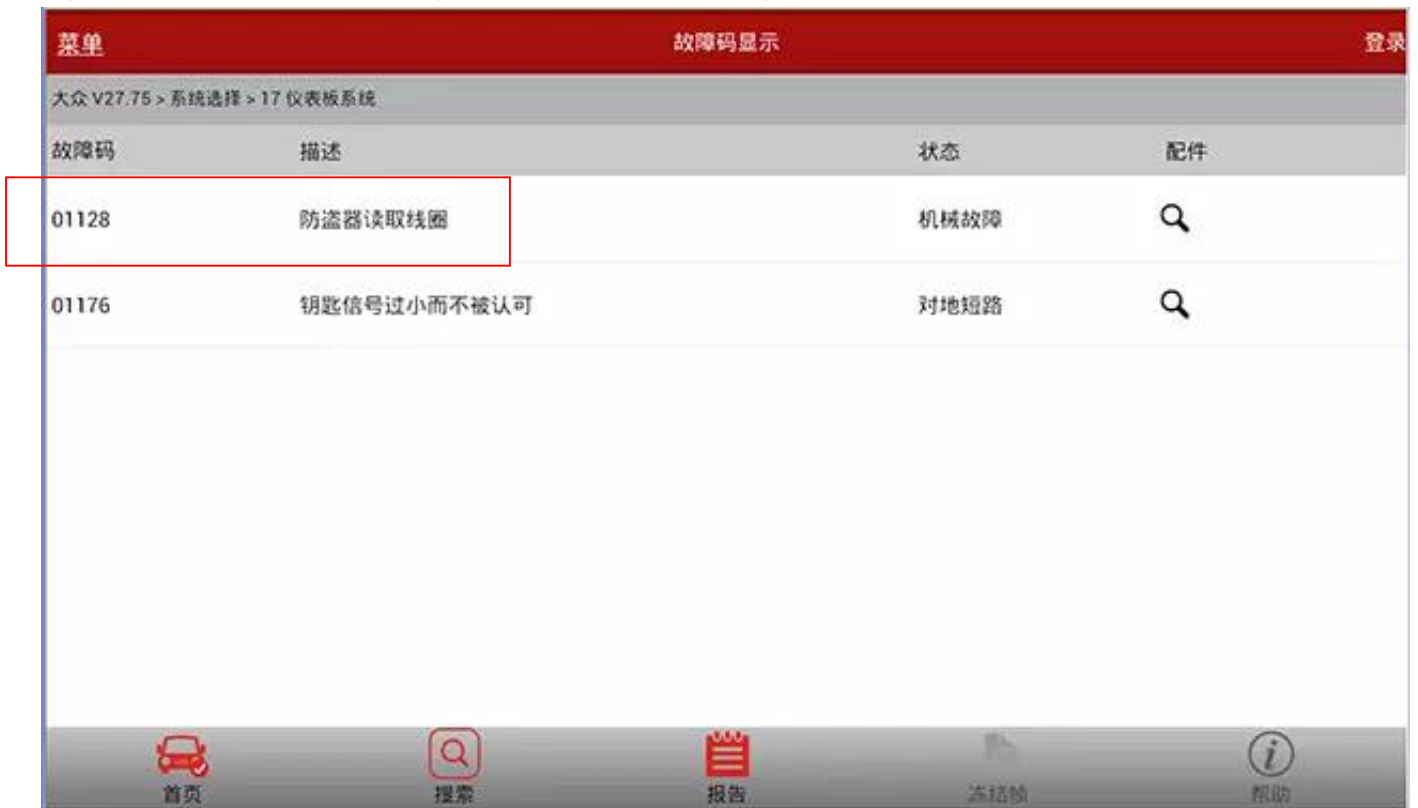 菜单 故障码显示 登录
大众 V27.75 > 系统选择 > 17 仪表板系统
故障码 描述 状态 配件
01128 防盗器读取线圈 机械故障
01176 钥匙信号过小而不被认可 对地短路
首页 搜索 报告 冻结帧 帮助